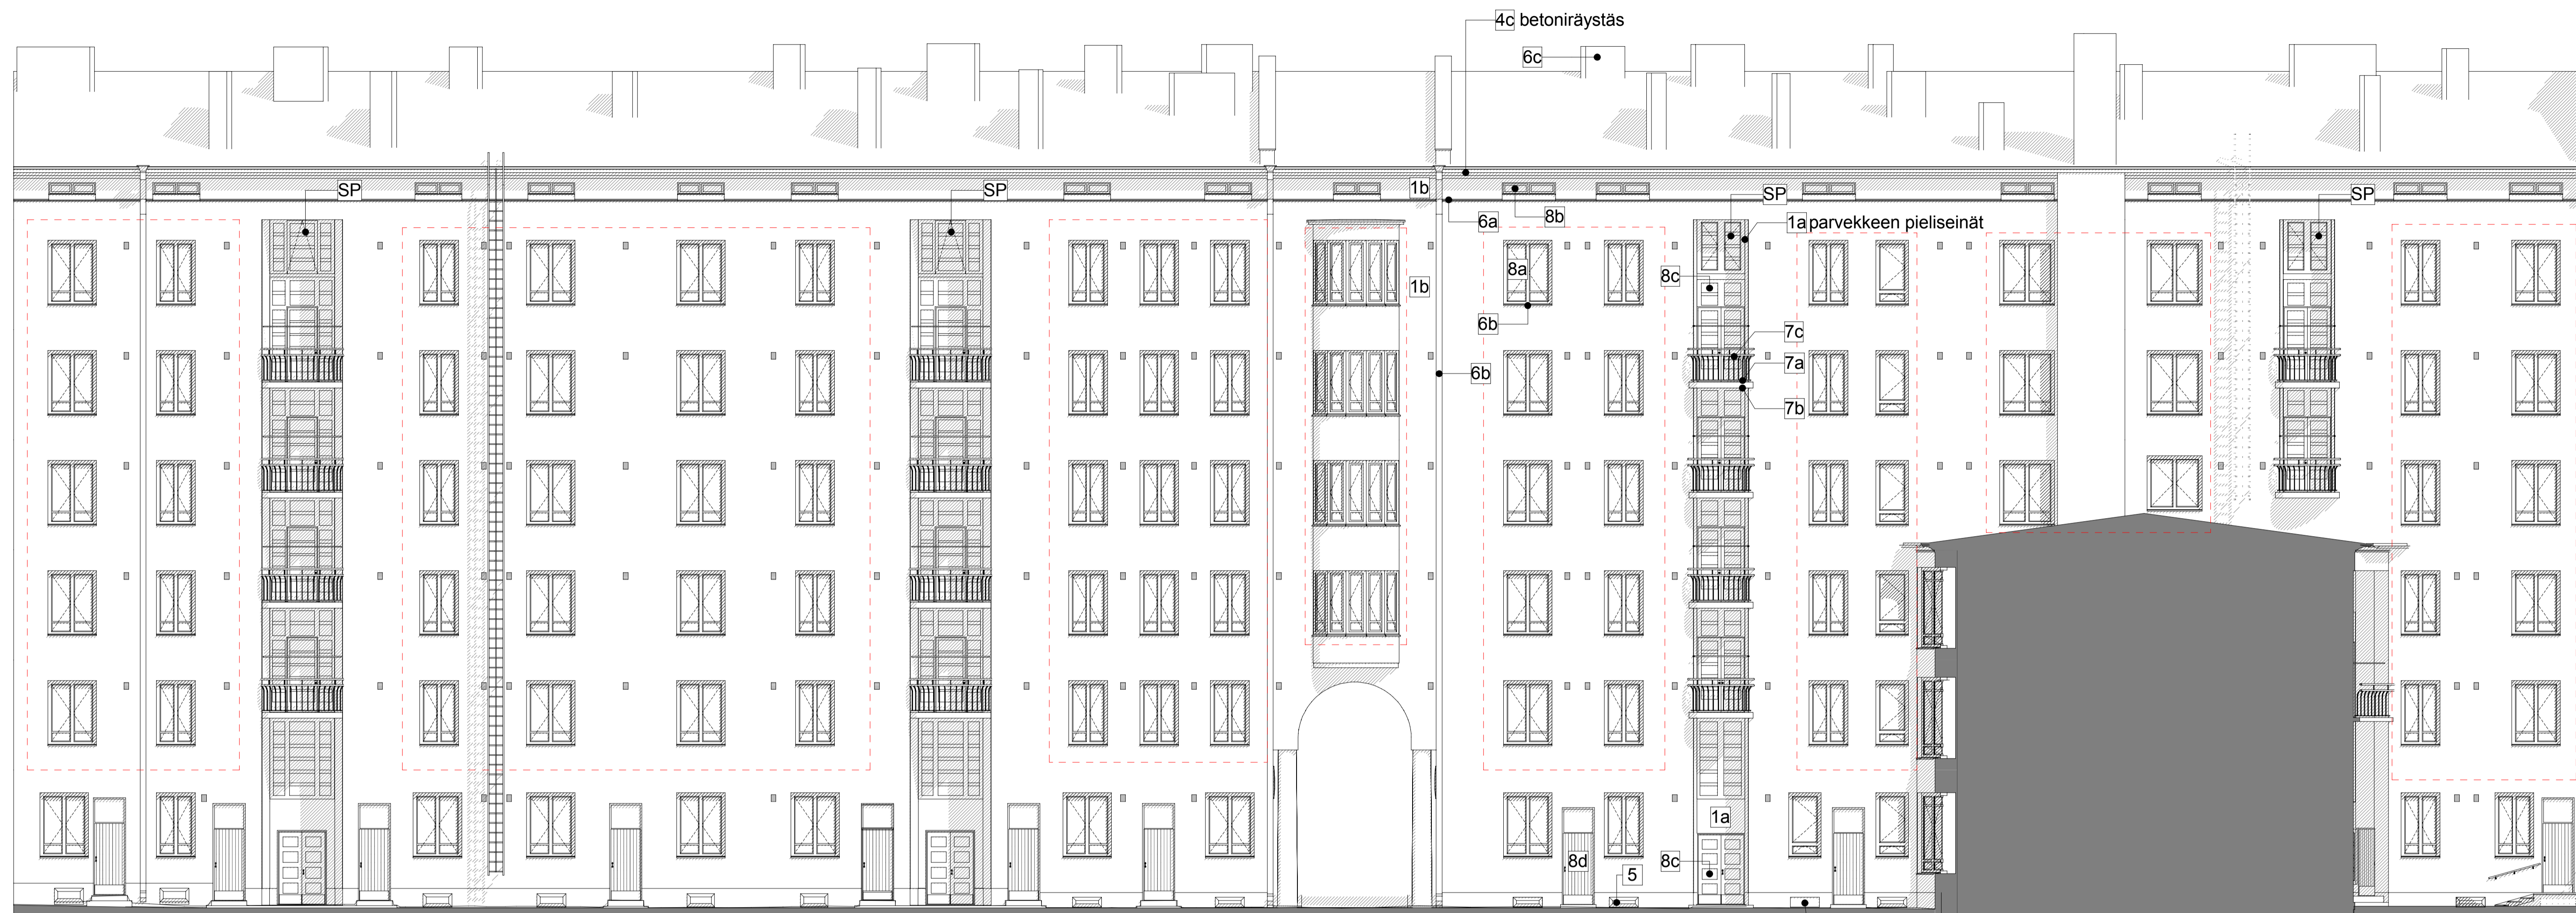 4c betoniräystäs
6c
SP
SP
1b
6a
8b
SP
1a parvekkeen pieliseinät
SP
8a
1b
8c
6b
7c
6b
7a
7b
1a
8d
8c
5